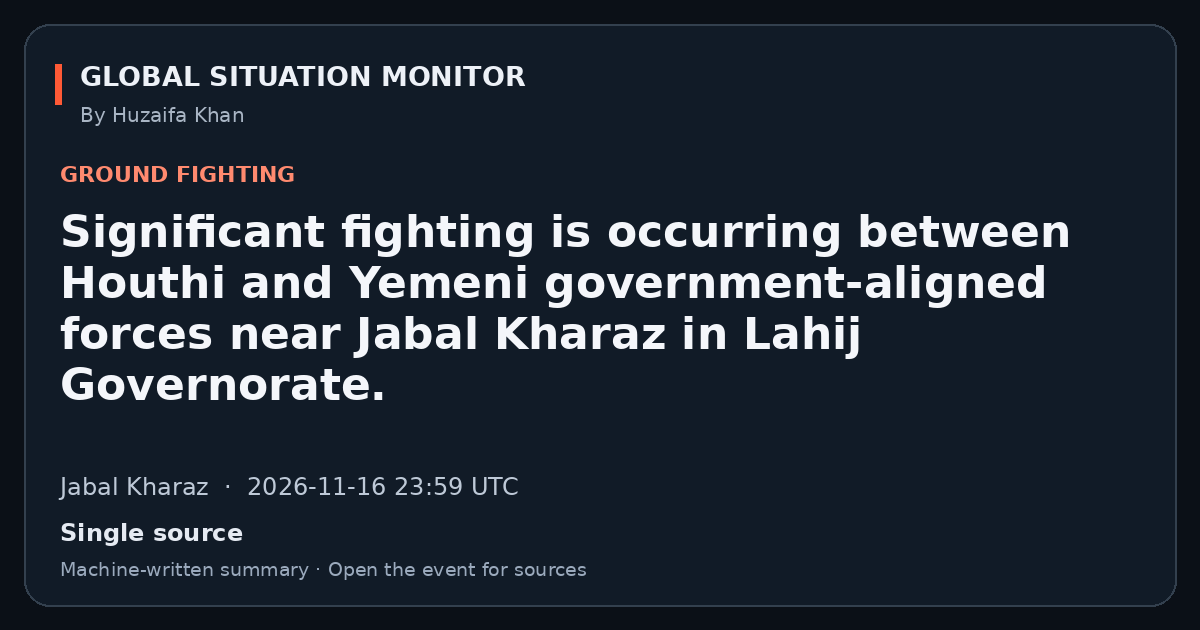 GLOBAL SITUATION MONITOR
By Huzaifa Khan
GROUND FIGHTING
Significant fighting is occurring between
Houthi and Yemeni government-aligned
forces near Jabal Kharaz in Lahij
Governorate.
Jabal Kharaz · 2026-11-16 23:59 UTC
Single source
Machine-written summary · Open the event for sources